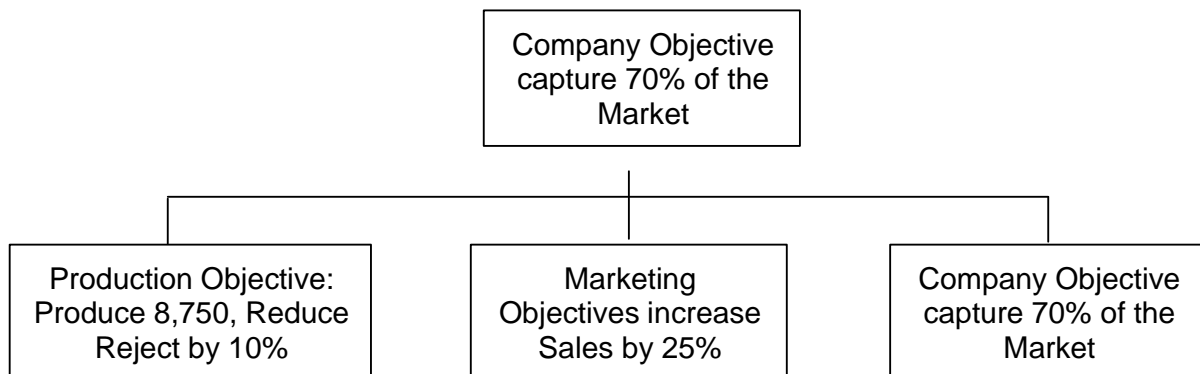 Company Objective
capture 70% of the
Market
Production Objective:
Produce 8,750, Reduce
Reject by 10%
Marketing
Objectives increase
Sales by 25%
Company Objective
capture 70% of the
Market